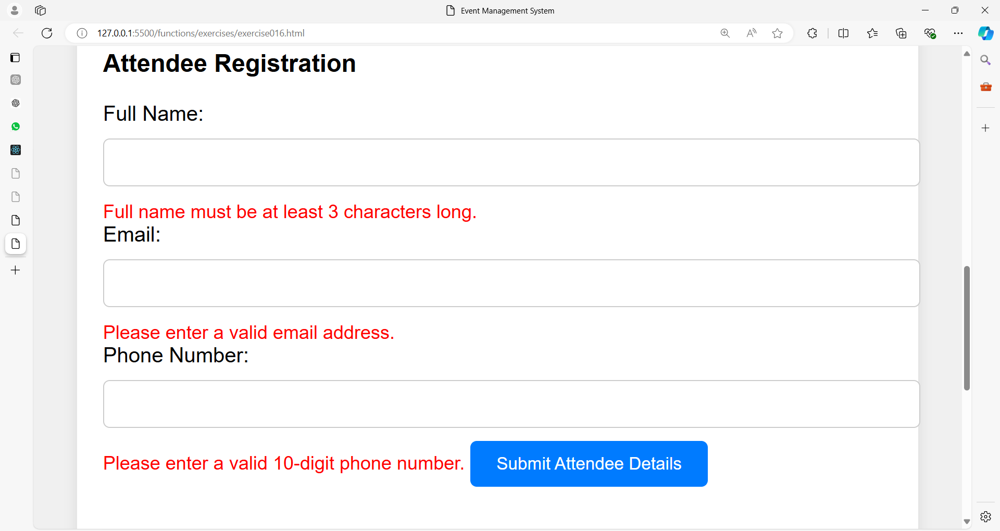 Event Management System
127.0.0.1:5500/functions/exercises/exercise016.html
Attendee Registration
Full Name:
Full name must be at least 3 characters long.
Email:
Please enter a valid email address.
Phone Number:
Please enter a valid 10-digit phone number. Submit Attendee Details